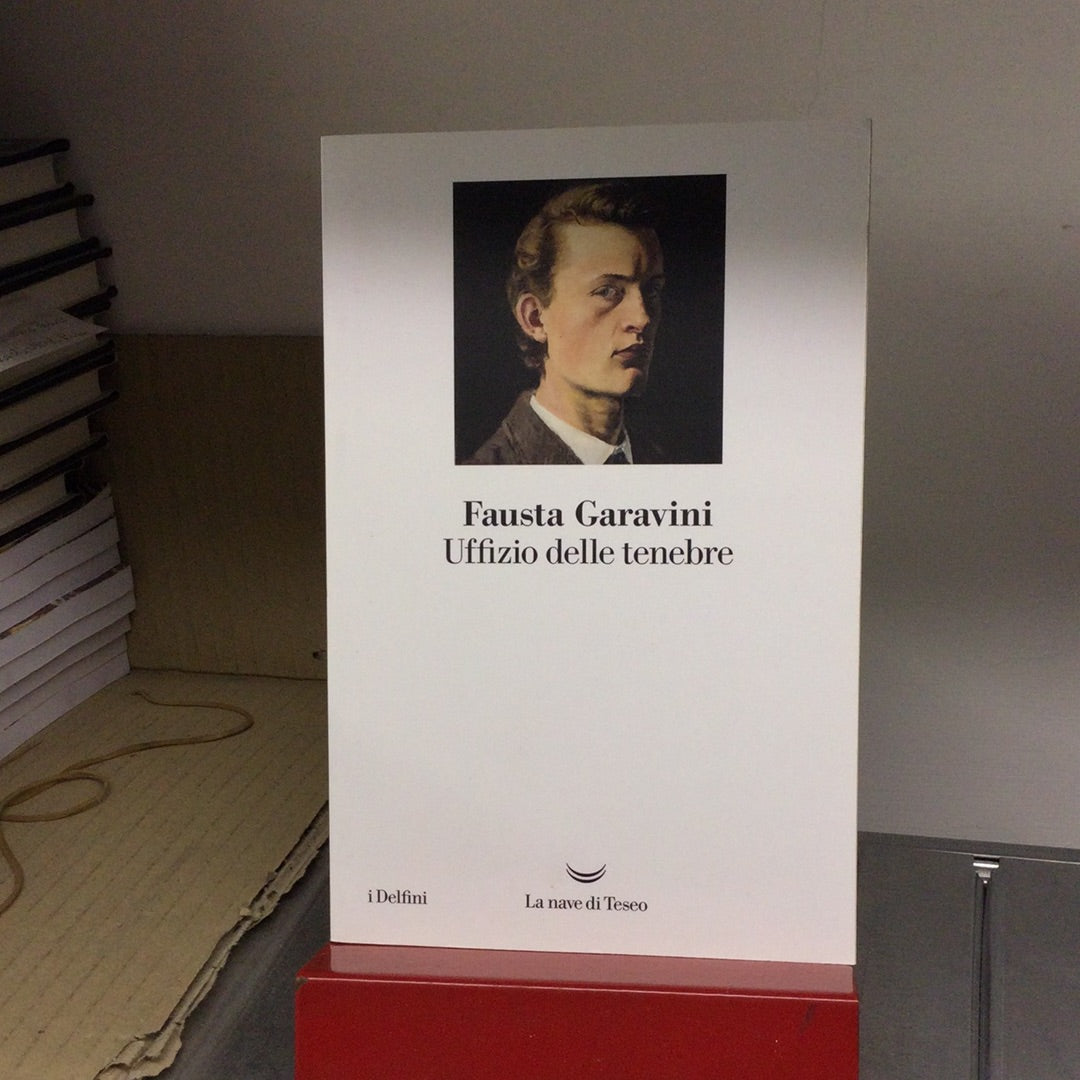 Fausta Garavini
Uffizio delle tenebre
i Delfini
La nave di Teseo